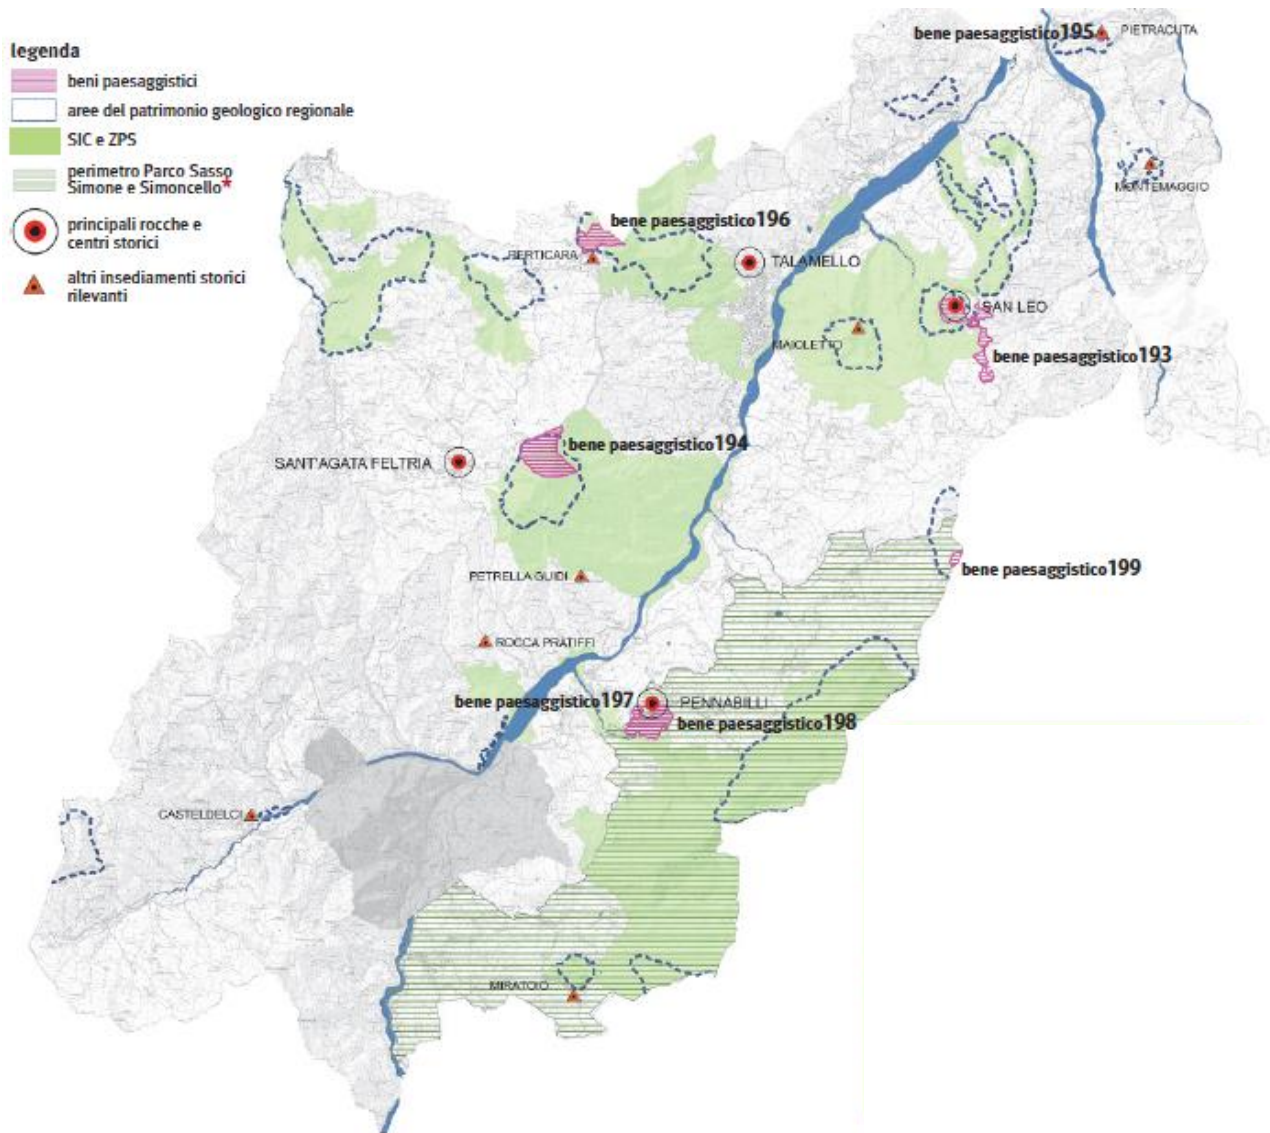 legenda
beni paesaggistici
aree del patrimonio geologico regionale
SIC e ZPS
perimetro Parco Sasso
Simone e Simoncello*
principali rocche e
centri storici
altri insediamenti storici
rilevanti
bene paesaggistico195
PIETRACUTA
MONTEMAGGIO
bene paesaggistico196
PERTICARA
TALAMELLO
SAN LEO
MAIOLETTO
bene paesaggistico193
bene paesaggistico194
SANT'AGATA FELTRIA
bene paesaggistico199
PETRELLA GUIDI
ROCCA PRATIFFI
bene paesaggistico197
PENNABILLI
bene paesaggistico198
CASTELDELCI
MIRATOIO